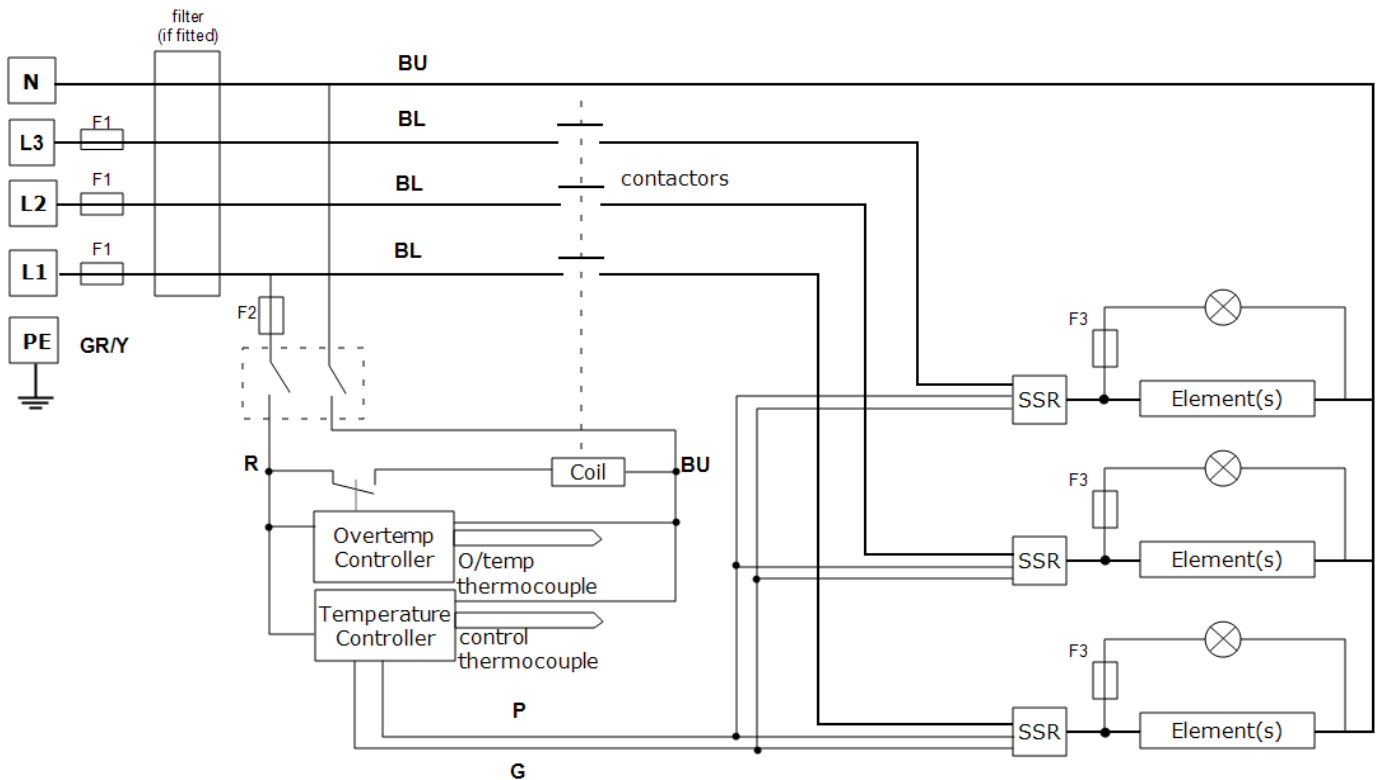 filter
(if fitted)
N
BU
L3
F1
BL
L2
F1
BL
contactors
L1
F1
BL
F2
PE
GR/Y
F3
SSR
Element(s)
R
Coil
BU
F3
Overtemp
Controller
O/temp
thermocouple
SSR
Element(s)
Temperature
Controller
control
thermocouple
F3
P
SSR
Element(s)
G